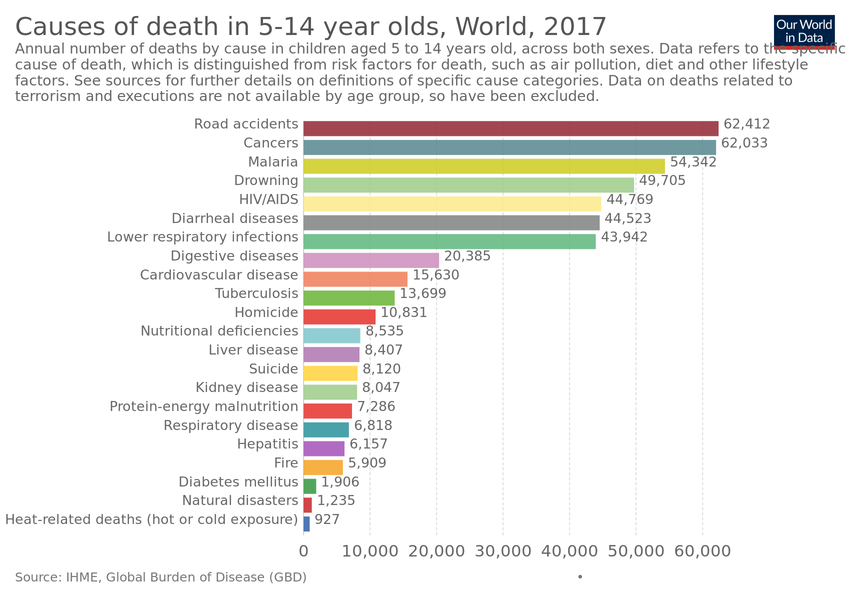 Causes of death in 5-14 year olds, World, 2017
Our World
in Data
Annual number of deaths by cause in children aged 5 to 14 years old, across both sexes. Data refers to the specific
cause of death, which is distinguished from risk factors for death, such as air pollution, diet and other lifestyle
factors. See sources for further details on definitions of specific cause categories. Data on deaths related to
terrorism and executions are not available by age group, so have been excluded.
Road accidents 62,412
Cancers 62,033
Malaria 54,342
Drowning 49,705
HIV/AIDS 44,769
Diarrheal diseases 44,523
Lower respiratory infections 43,942
Digestive diseases 20,385
Cardiovascular disease 15,630
Tuberculosis 13,699
Homicide 10,831
Nutritional deficiencies 8,535
Liver disease 8,407
Suicide 8,120
Kidney disease 8,047
Protein-energy malnutrition 7,286
Respiratory disease 6,818
Hepatitis 6,157
Fire 5,909
Diabetes mellitus 1,906
Natural disasters 1,235
Heat-related deaths (hot or cold exposure) 927
0 10,000 20,000 30,000 40,000 50,000 60,000
Source: IHME, Global Burden of Disease (GBD) •